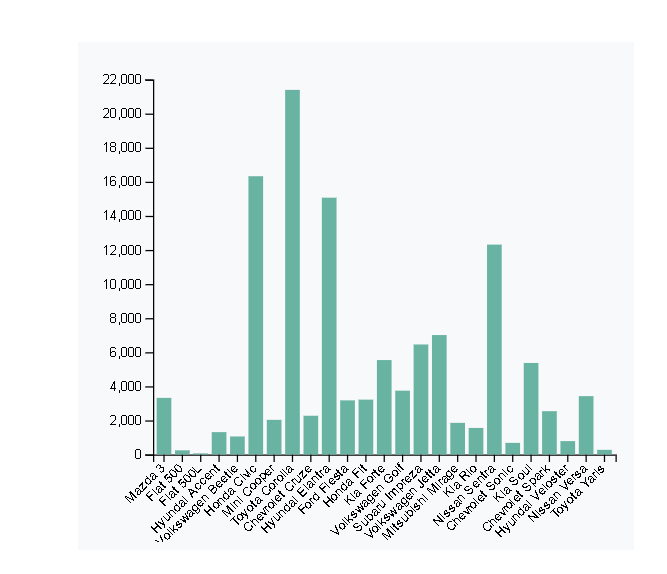 22,000
20,000
18,000
16,000
14,000
12,000
10,000
8,000
6,000
4,000
2,000
0
Mazda 3
Fiat 500
Fiat 500L
Hyundai Accent
Volkswagen Beetle
Honda Civic
Mini Cooper
Toyota Corolla
Chevrolet Cruze
Hyundai Elantra
Ford Fiesta
Honda Fit
Kia Forte
Volkswagen Golf
Subaru Impreza
Volkswagen Jetta
Mitsubishi Mirage
Kia Rio
Nissan Sentra
Chevrolet Sonic
Kia Soul
Chevrolet Spark
Hyundai Veloster
Nissan Versa
Toyota Yaris